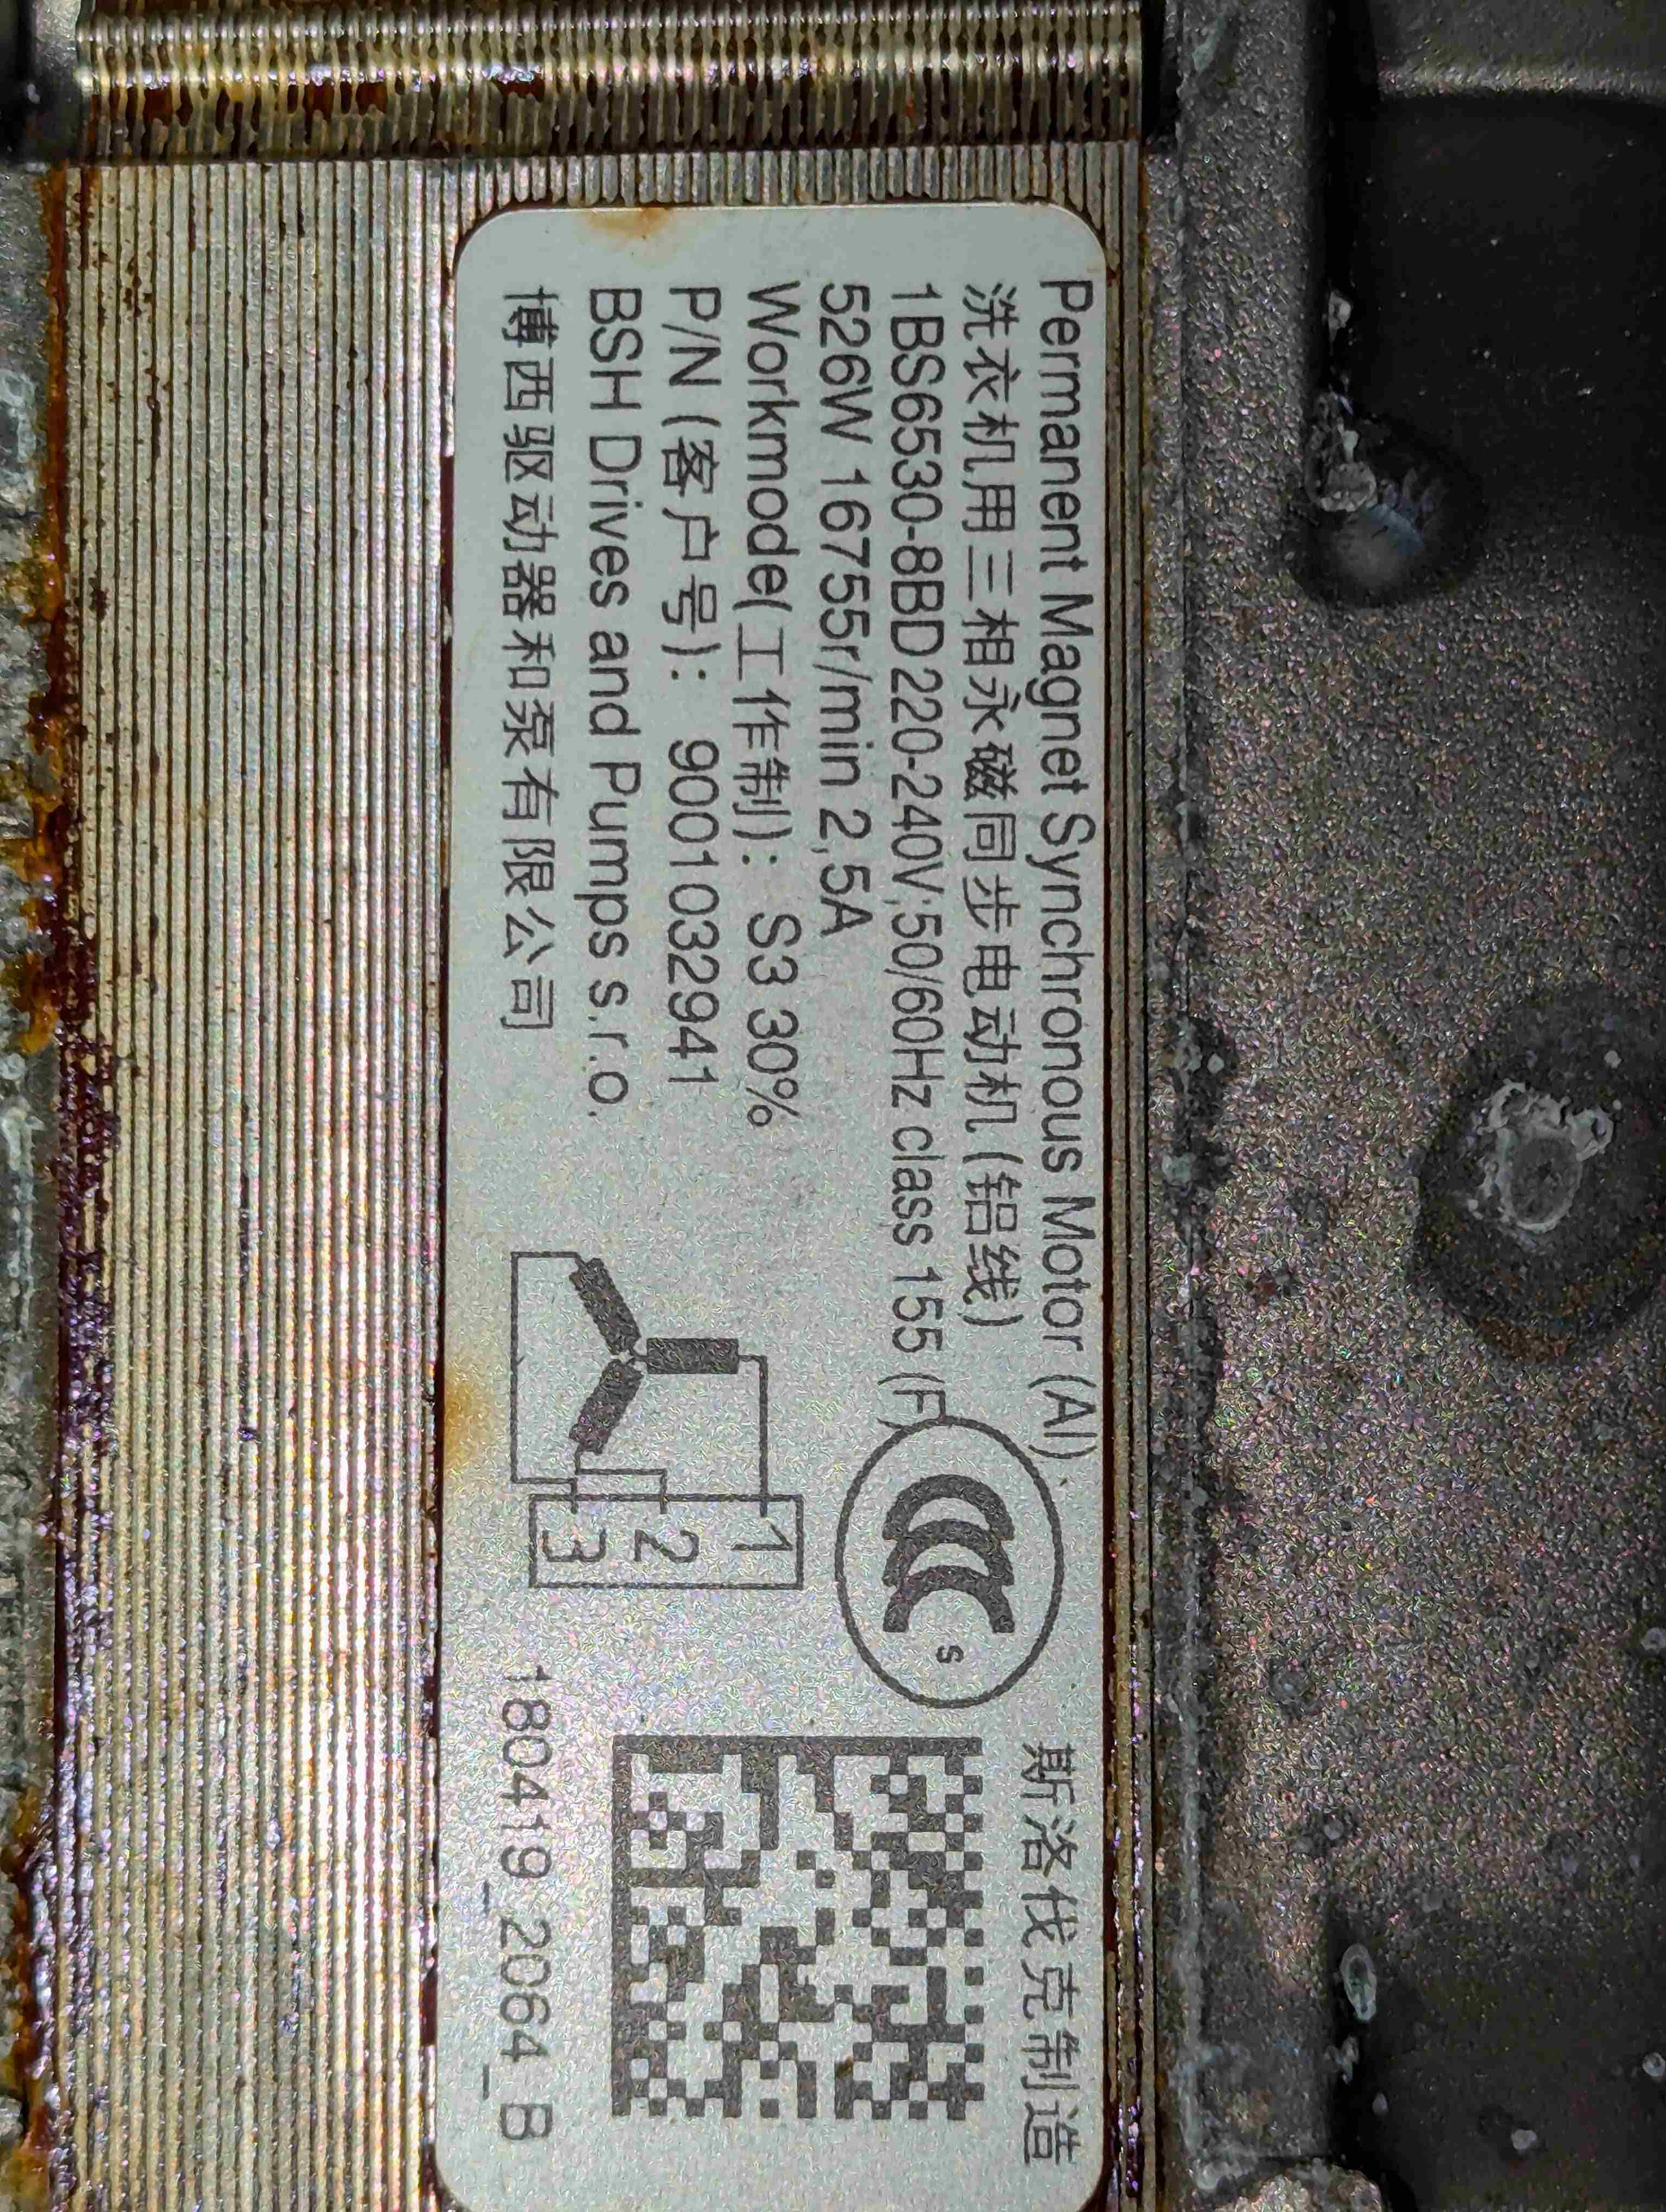 Permanent Magnet Synchronous Motor (Al)
洗衣机用三相永磁同步电动机 (铝线)
1BS6530-8BD 220-240V;50/60Hz class 155 (F)
526W 16755r/min 2,5A
Workmode(工作制): S3 30%
P/N (客户号): 9001032941
BSH Drives and Pumps s.r.o.
博西驱动器和泵有限公司
S
1
2
3
斯洛伐克制造
180419_2064_B